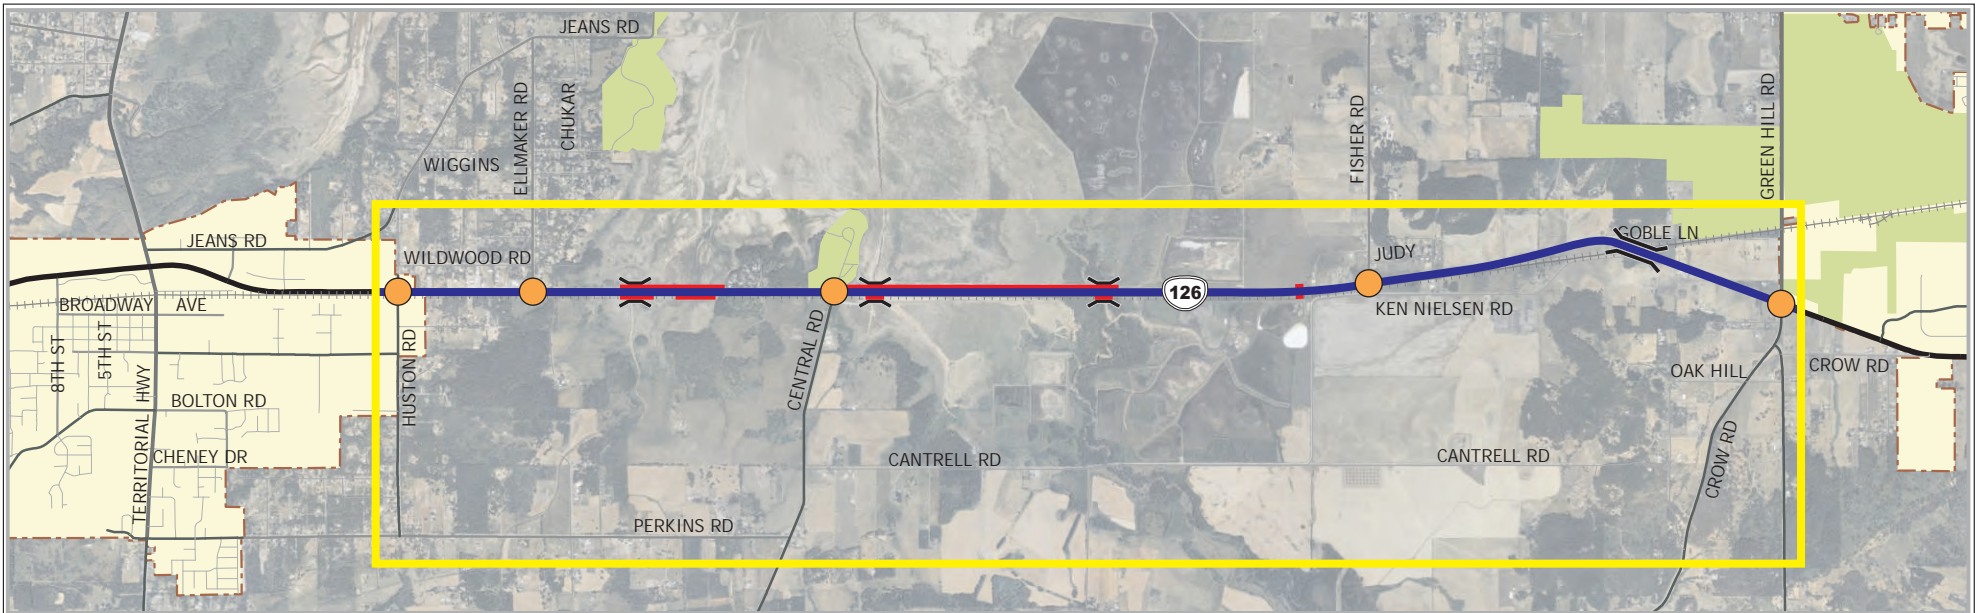 JEANS RD
ELLMAKER RD
CHUKAR
WIGGINS
FISHER RD
GREEN HILL RD
JEANS RD
WILDWOOD RD
GOBLE LN
JUDY
126
BROADWAY AVE
KEN NIELSEN RD
8TH ST
5TH ST
TERRITORIAL HWY
HUSTON RD
CENTRAL RD
OAK HILL
CROW RD
BOLTON RD
CHENEY DR
CANTRELL RD
CANTRELL RD
CROW RD
PERKINS RD